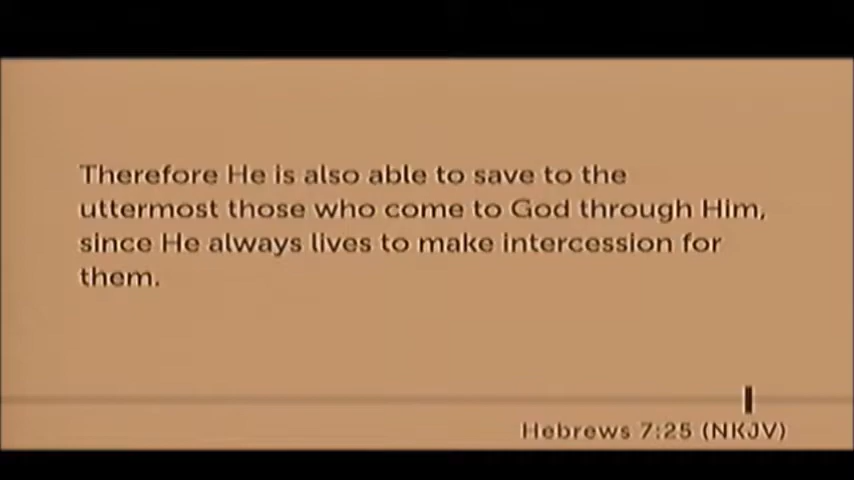 Therefore He is also able to save to the
uttermost those who come to God through Him,
since He always lives to make intercession for
them.
Hebrews 7:25 (NKJV)